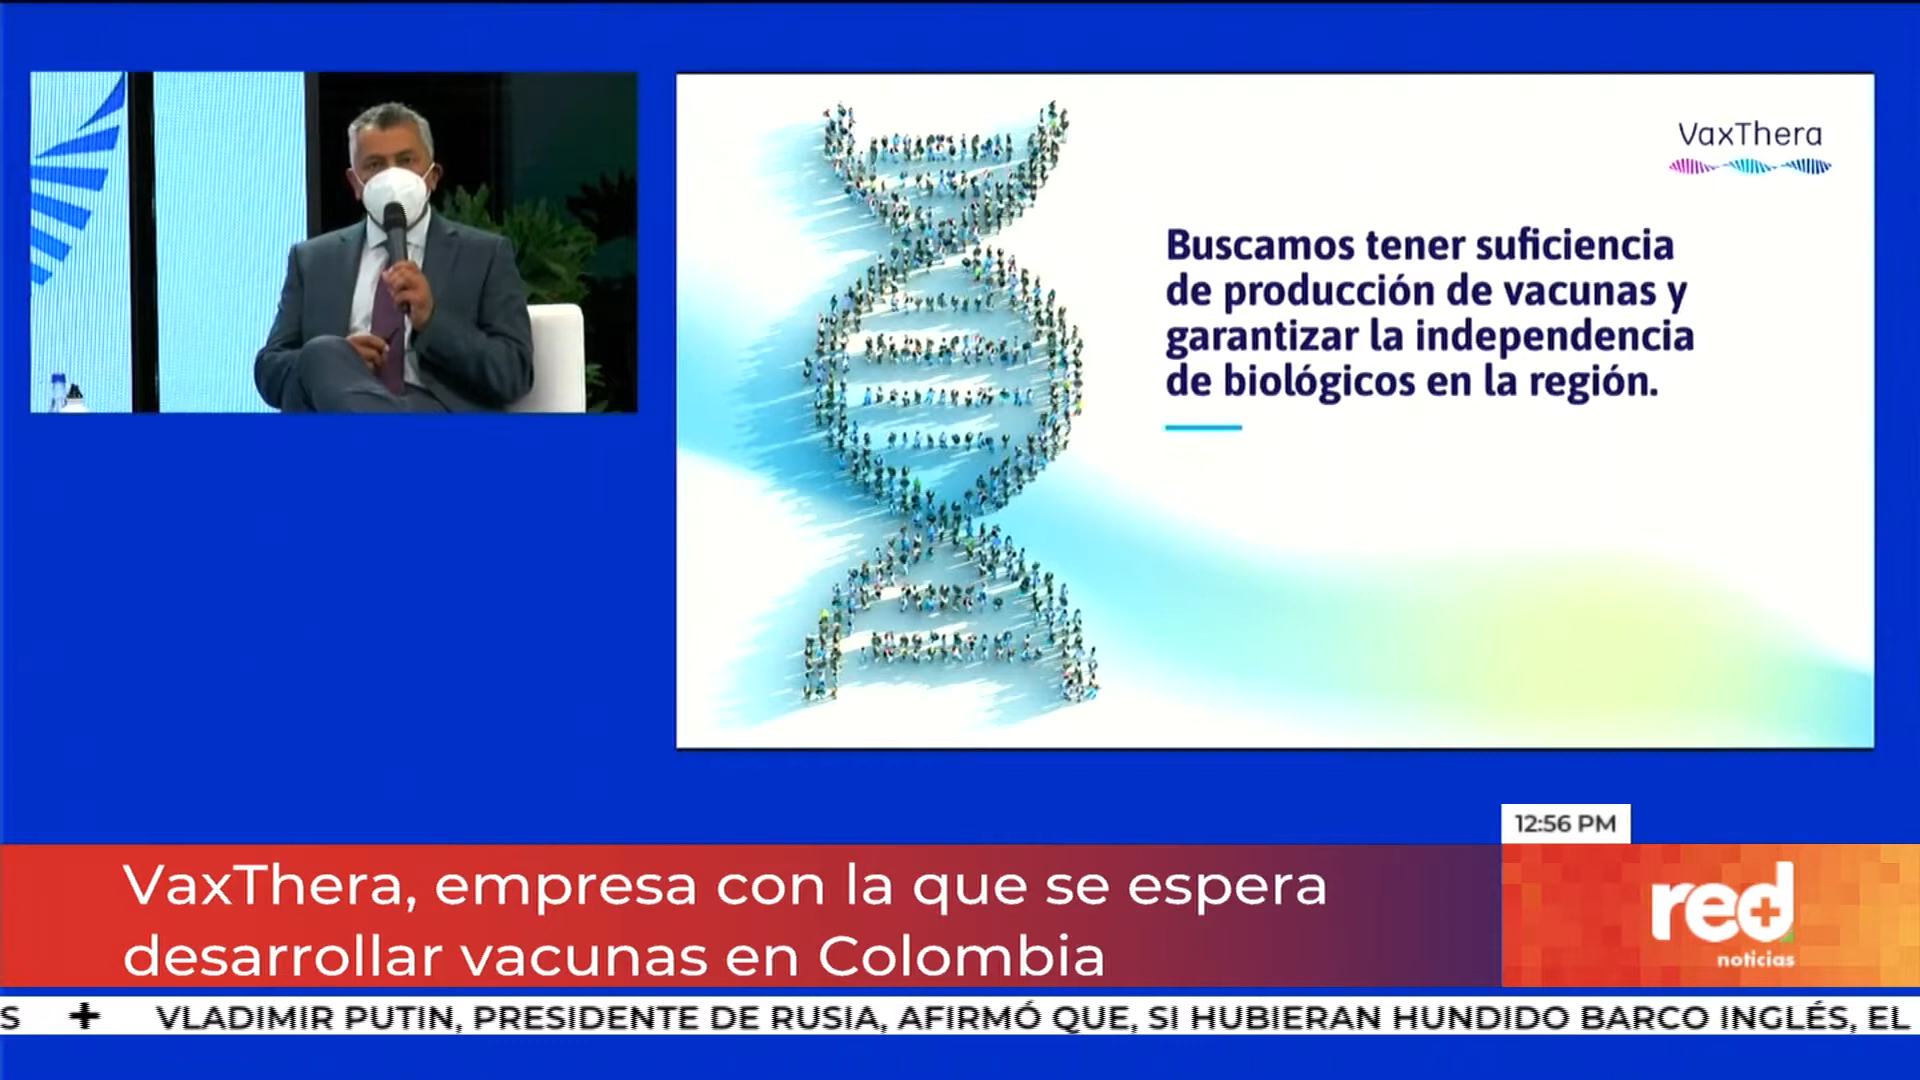 VaxThera
Buscamos tener suficiencia
de producción de vacunas y
garantizar la independencia
de biológicos en la región.
12:56 PM
VaxThera, empresa con la que se espera
desarrollar vacunas en Colombia
red+
noticias
S + VLADIMIR PUTIN, PRESIDENTE DE RUSIA, AFIRMÓ QUE, SI HUBIERAN HUNDIDO BARCO INGLÉS, EL